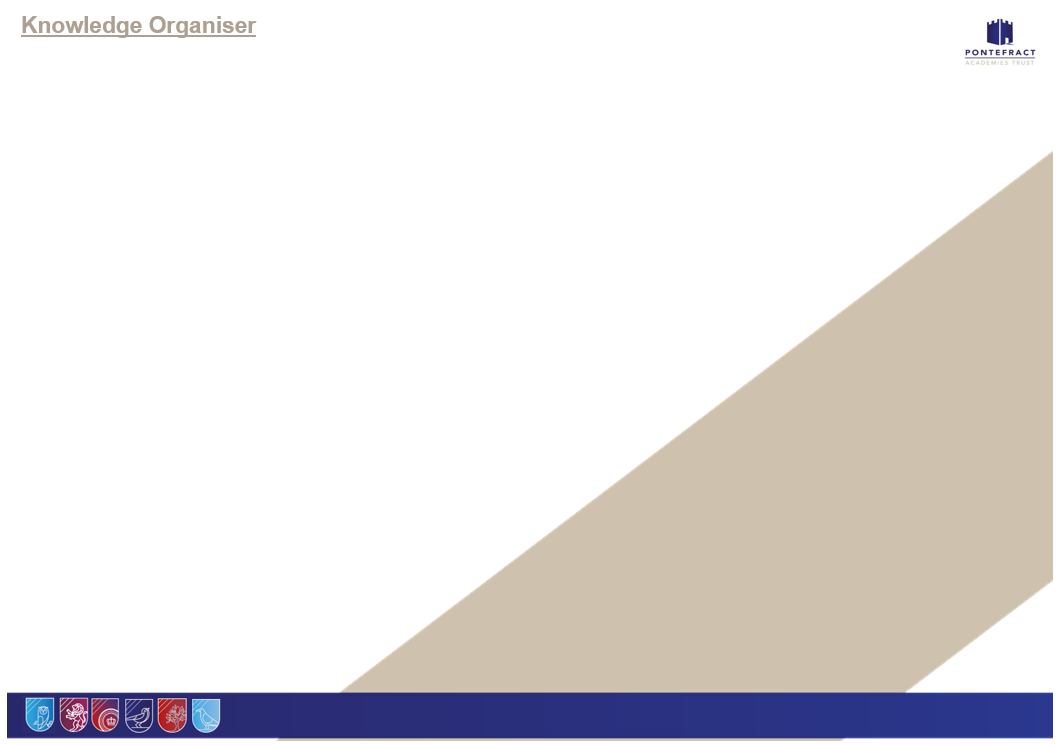 Knowledge Organiser
PONTEFRACT
ACADEMIES TRUST